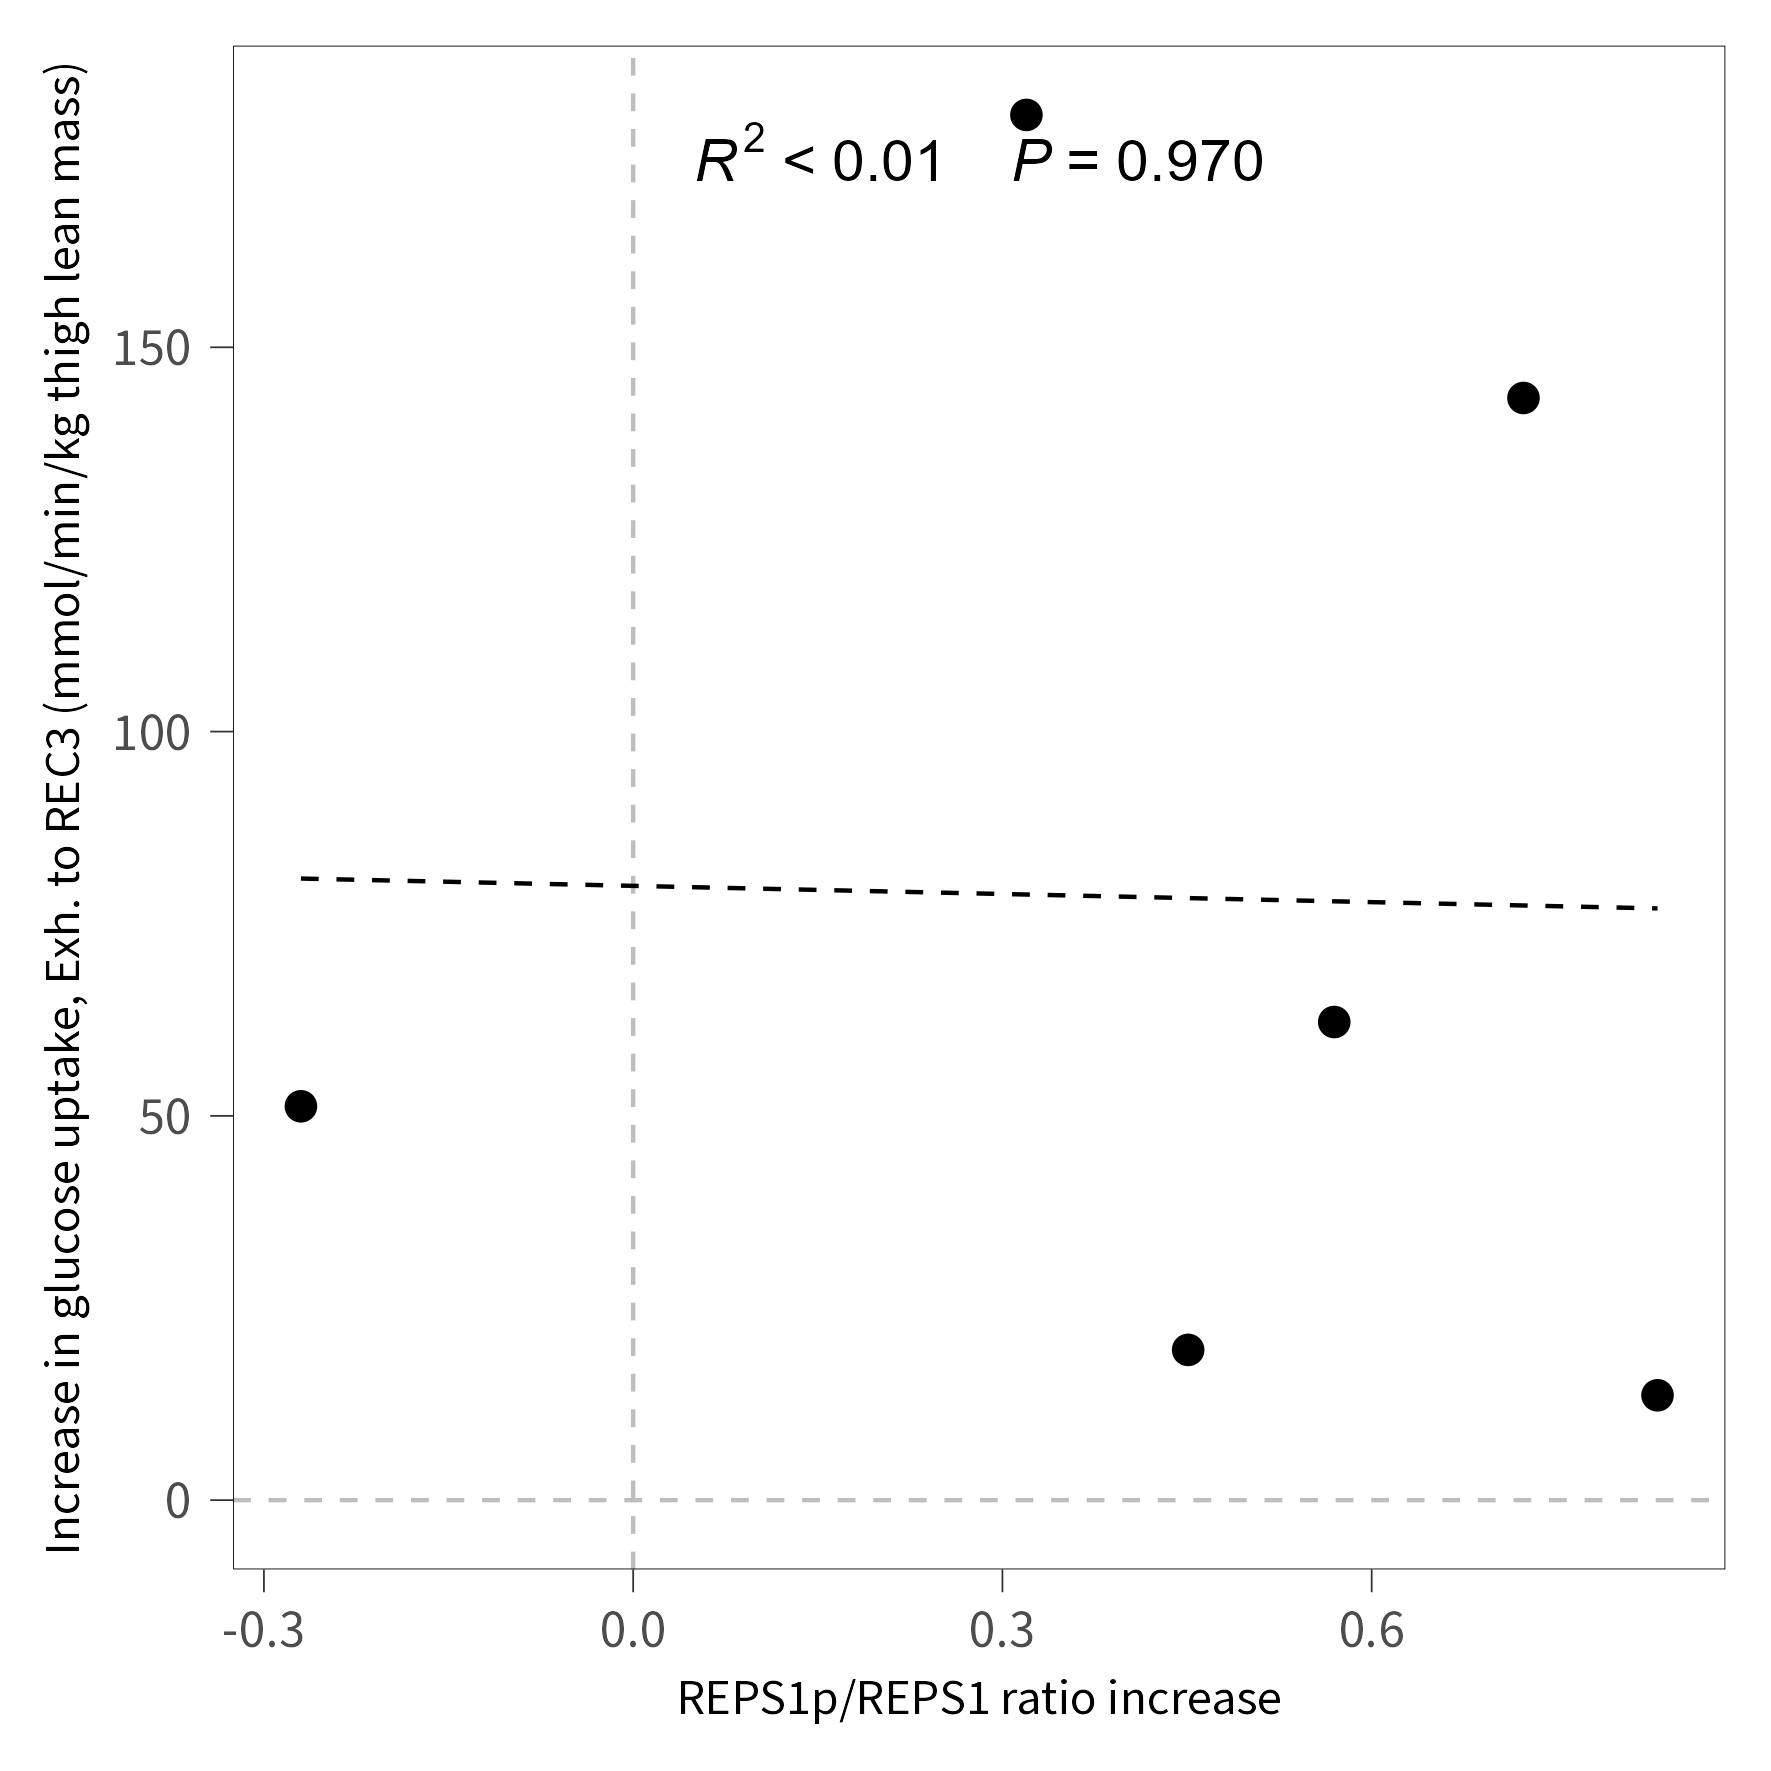 Increase in glucose uptake, Exh. to REC3 (mmol/min/kg thigh lean mass)
R² < 0.01 P = 0.970
150
100
50
0
-0.3 0.0 0.3 0.6
REPS1p/REPS1 ratio increase